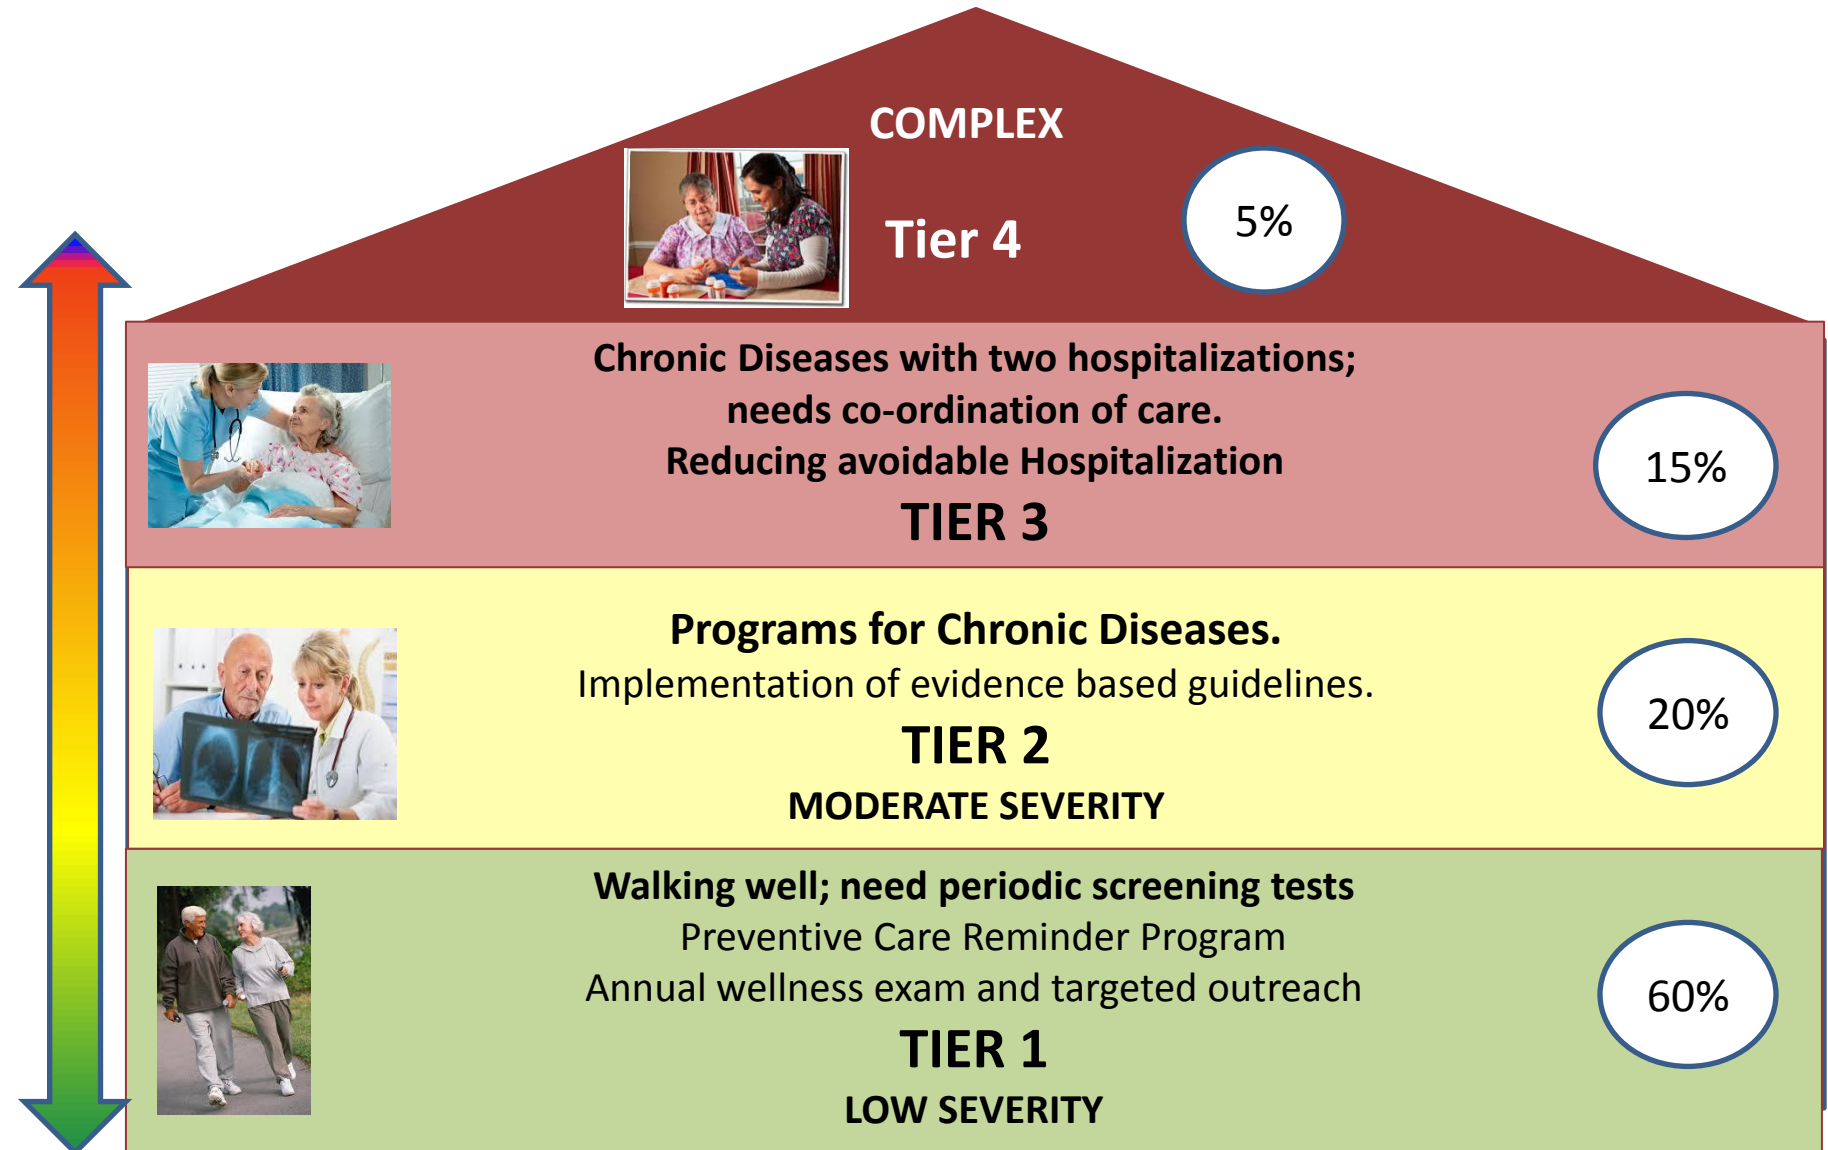 COMPLEX
Tier 4
5%
Chronic Diseases with two hospitalizations;
needs co-ordination of care.
Reducing avoidable Hospitalization
TIER 3
15%
Programs for Chronic Diseases.
Implementation of evidence based guidelines.
TIER 2
MODERATE SEVERITY
20%
Walking well; need periodic screening tests
Preventive Care Reminder Program
Annual wellness exam and targeted outreach
TIER 1
LOW SEVERITY
60%